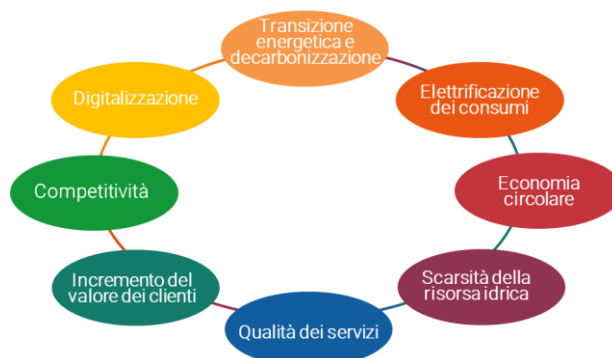 Transizione
energetica e
decarbonizzazione
Elettrificazione
dei consumi
Economia
circolare
Scarsità della
risorsa idrica
Qualità dei servizi
Incremento del
valore dei clienti
Competitività
Digitalizzazione